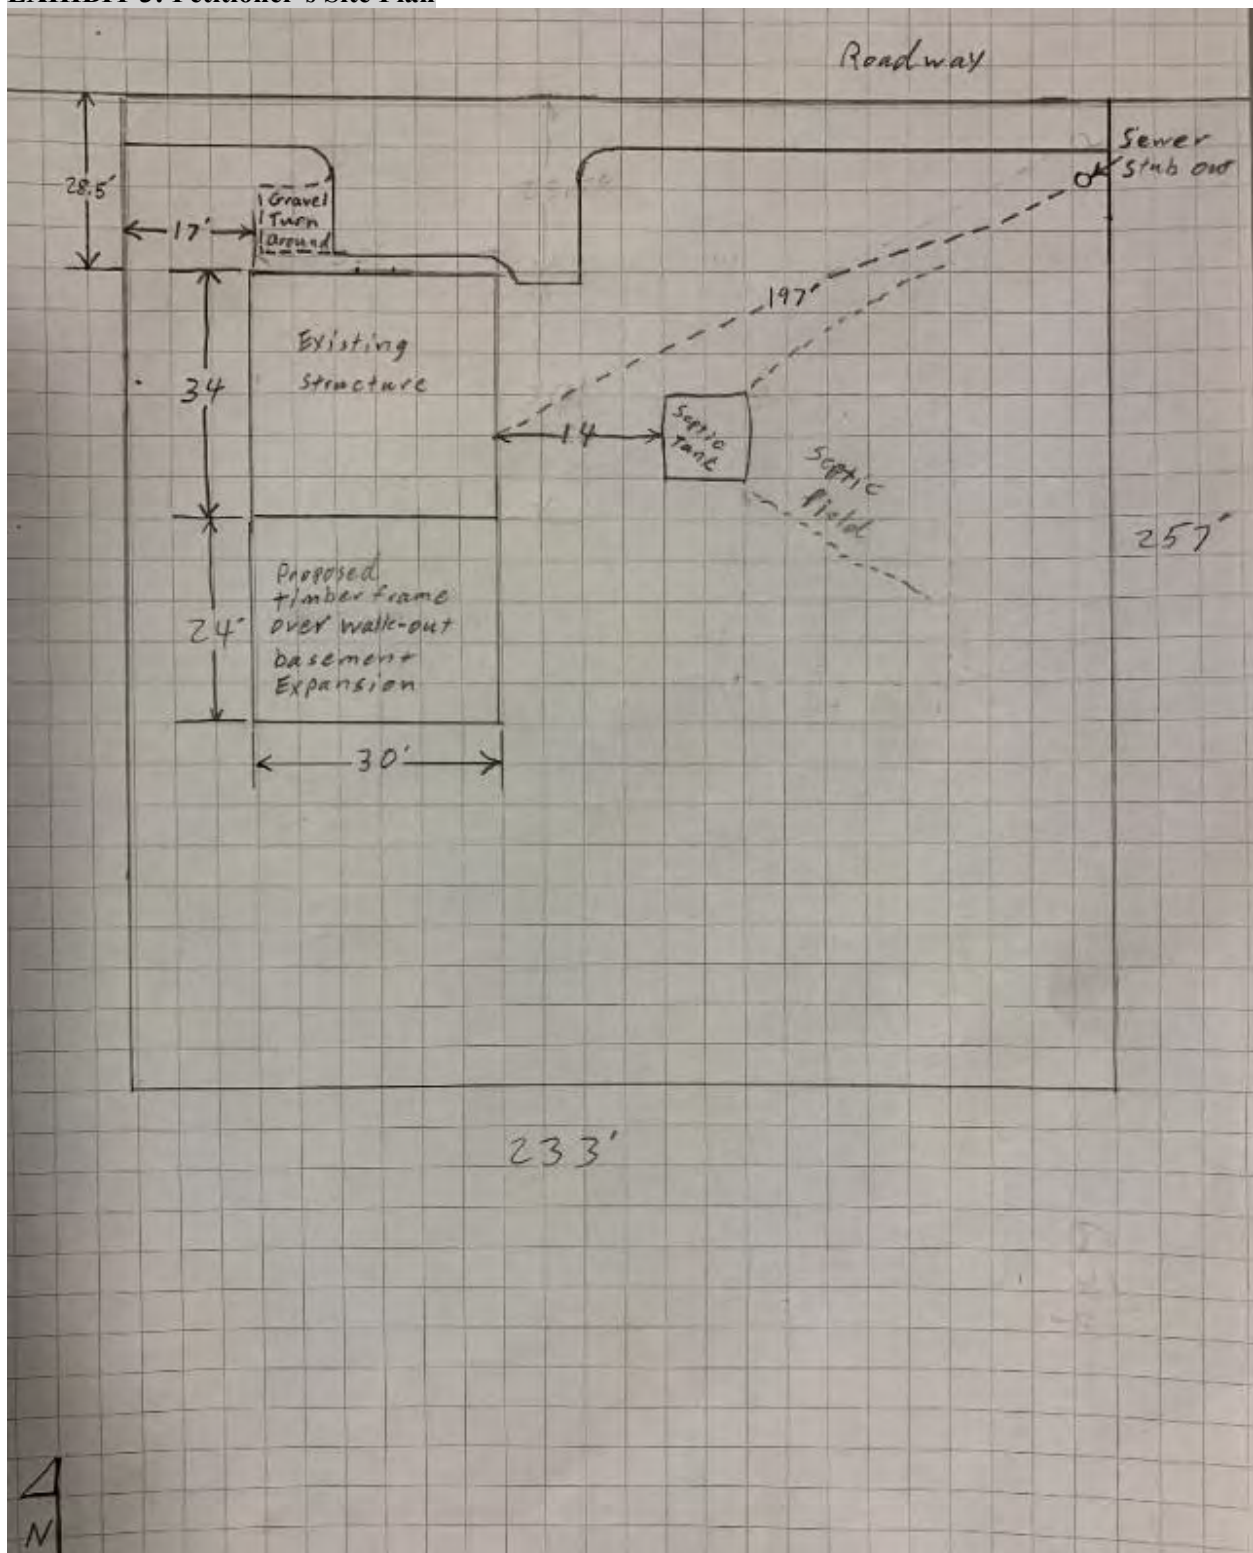 EXHIBIT 3: Petitioner's Site Plan
Roadway
Sewer
Stub out
28.5'
17'
Gravel
Turn
Around
197'
34
Existing
Structure
14
Septic
Tank
Septic
Field
257'
24'
Proposed
timber frame
over walk-out
basement
Expansion
30'
233'
N